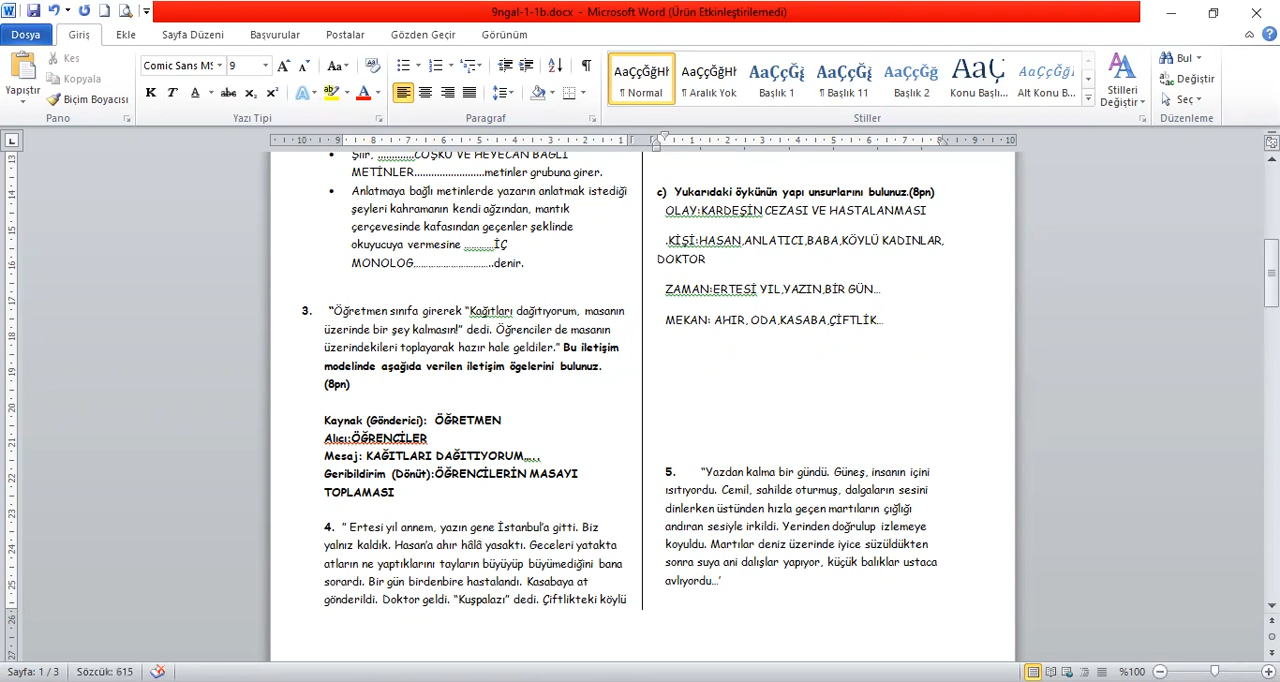 9ngal-1-1b.docx - Microsoft Word (Ürün Etkinleştirilemedi)
Dosya Giriş Ekle Sayfa Düzeni Başvurular Postalar Gözden Geçir Görünüm
Yapıştır
Kes
Kopyala
Biçim Boyacısı
Pano
Comic Sans MS 9
Yazı Tipi
Paragraf
AaÇçĞğHł AaÇçĞğHł AaÇçĞğ AaÇçĞğ AaÇçĞğ AaÇ AaÇçĞğH
¶ Normal ¶ Aralık Yok Başlık 1 ¶ Başlık 11 Başlık 2 Konu Başlı... Alt Konu B...
Stilleri Değiştir
Stiller
Bul
Değiştir
Seç
Düzenleme
• Şiir, .............COŞKU VE HEYECAN BAĞLI
METİNLER.........................metinler grubuna girer.
• Anlatmaya bağlı metinlerde yazarın anlatmak istediği
şeyleri kahramanın kendi ağzından, mantık
çerçevesinde kafasından geçenler şeklinde
okuyucuya vermesine ...........İÇ
MONOLOG.............................denir.
3. “Öğretmen sınıfa girerek “Kağıtları dağıtıyorum, masanın
üzerinde bir şey kalmasın!” dedi. Öğrenciler de masanın
üzerindekileri toplayarak hazır hale geldiler.” Bu iletişim
modelinde aşağıda verilen iletişim ögelerini bulunuz.
(8pn)
Kaynak (Gönderici): ÖĞRETMEN
Alıcı:ÖĞRENCİLER
Mesaj: KAĞITLARI DAĞITIYORUM.....
Geribildirim (Dönüt):ÖĞRENCİLERİN MASAYI
TOPLAMASI
4. ” Ertesi yıl annem, yazın gene İstanbul’a gitti. Biz
yalnız kaldık. Hasan’a ahır hâlâ yasaktı. Geceleri yatakta
atların ne yaptıklarını tayların büyüyüp büyümediğini bana
sorardı. Bir gün birdenbire hastalandı. Kasabaya at
gönderildi. Doktor geldi. “Kuşpalazı” dedi. Çiftlikteki köylü
c) Yukarıdaki öykünün yapı unsurlarını bulunuz.(8pn)
OLAY:KARDEŞİN CEZASI VE HASTALANMASI
.KİŞİ:HASAN,ANLATICI,BABA,KÖYLÜ KADINLAR,
DOKTOR
ZAMAN:ERTESİ YIL,YAZIN,BİR GÜN...
MEKAN: AHIR, ODA,KASABA,ÇİFTLİK...
5. “Yazdan kalma bir gündü. Güneş, insanın içini
ısıtıyordu. Cemil, sahilde oturmuş, dalgaların sesini
dinlerken üstünden hızla geçen martıların çığlığı
andıran sesiyle irkildi. Yerinden doğrulup izlemeye
koyuldu. Martılar deniz üzerinde iyice süzüldükten
sonra suya ani dalışlar yapıyor, küçük balıkları ustaca
avlıyordu...’
Sayfa: 1 / 3 Sözcük: 615 %100